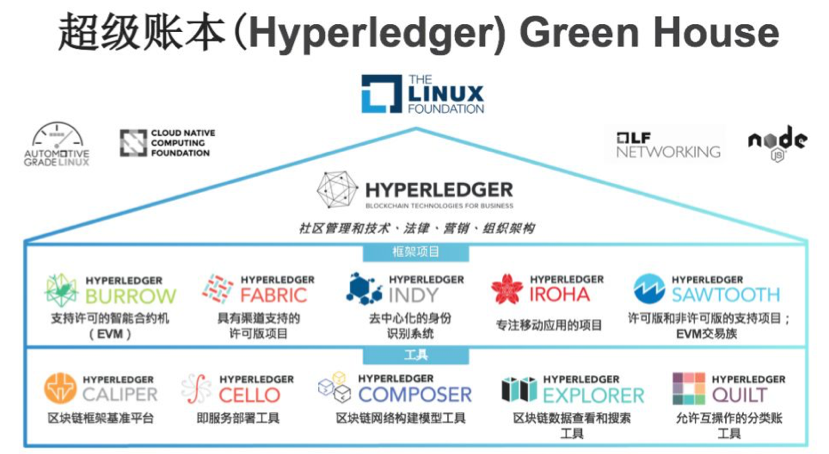 超级账本(Hyperledger) Green House
THE
LINUX
FOUNDATION
AUTOMOTIVE
GRADELINUX
CLOUD NATIVE
COMPUTING
FOUNDATION
LF
NETWORKING
node
JS
HYPERLEDGER
BLOCKCHAIN TECHNOLOGIES FOR BUSINESS
社区管理和技术、法律、营销、组织架构
框架项目
HYPERLEDGER
BURROW
支持许可的智能合约机
（EVM）
HYPERLEDGER
FABRIC
具有渠道支持的
许可版项目
HYPERLEDGER
INDY
去中心化的身份
识别系统
HYPERLEDGER
IROHA
专注移动应用的项目
HYPERLEDGER
SAWTOOTH
许可版和非许可版的支持项目；
EVM交易族
工具
HYPERLEDGER
CALIPER
区块链框架基准平台
HYPERLEDGER
CELLO
即服务部署工具
HYPERLEDGER
COMPOSER
区块链网络构建模型工具
HYPERLEDGER
EXPLORER
区块链数据查看和搜索
工具
HYPERLEDGER
QUILT
允许互操作的分类账
工具